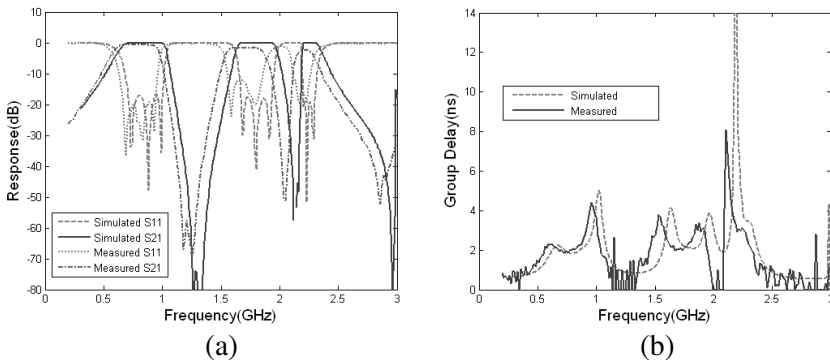 10
0
-10
-20
-30
-40
-50
-60
-70
-80
Response(dB)
Simulated S11
Simulated S21
Measured S11
Measured S21
0 0.5 1 1.5 2 2.5 3
Frequency(GHz)
(a)
14
12
10
8
6
4
2
0
Group Delay(ns)
Simulated
Measured
0 0.5 1 1.5 2 2.5 3
Frequency(GHz)
(b)